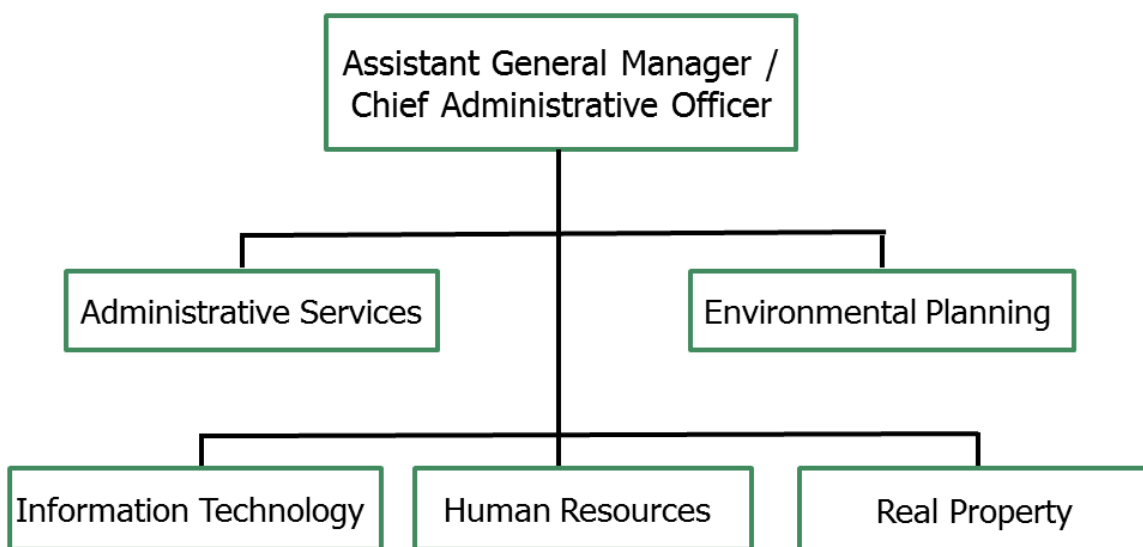 Assistant General Manager /
Chief Administrative Officer
Administrative Services
Environmental Planning
Information Technology
Human Resources
Real Property